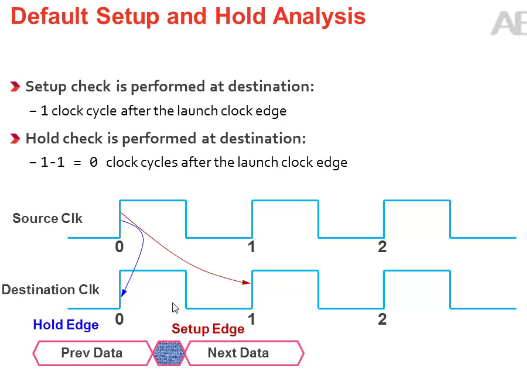 Default Setup and Hold Analysis
Setup check is performed at destination:
– 1 clock cycle after the launch clock edge
Hold check is performed at destination:
– 1-1 = 0 clock cycles after the launch clock edge
Source Clk
0 1 2
Destination Clk
Hold Edge 0 1 2
Setup Edge
Prev Data Next Data